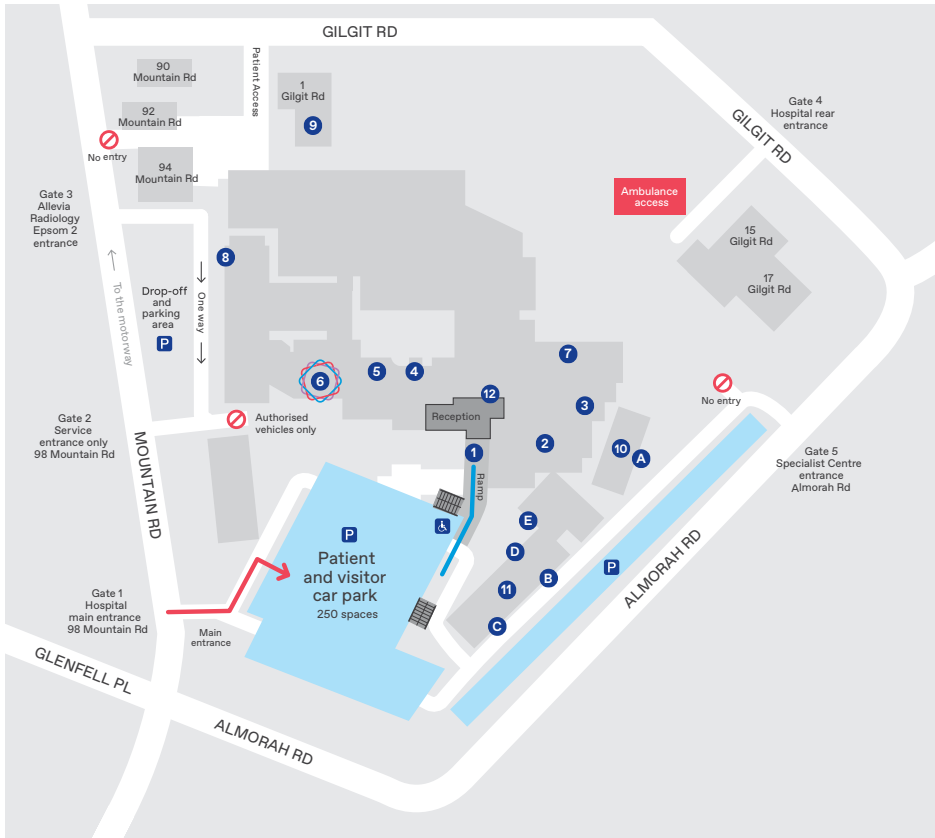 GILGIT RD
90
Mountain Rd
Patient Access
1
Gilgit Rd
92
Mountain Rd
9
No entry
94
Mountain Rd
Gate 4
Hospital rear
entrance
GILGIT RD
Ambulance
access
Gate 3
Allevia
Radiology
Epsom 2
entrance
15
Gilgit Rd
17
Gilgit Rd
8
To the motorway
Drop-off
and
parking
area
P
One way
7
6
5
4
12
No entry
3
Reception
Authorised
vehicles only
Gate 2
Service
entrance only
98 Mountain Rd
MOUNTAIN RD
2
10
A
1
Ramp
Gate 5
Specialist Centre
entrance
Almorah Rd
E
D
P
Patient
and visitor
car park
250 spaces
11
B
P
C
ALMORAH RD
Gate 1
Hospital
main entrance
98 Mountain Rd
Main
entrance
GLENFELL PL
ALMORAH RD